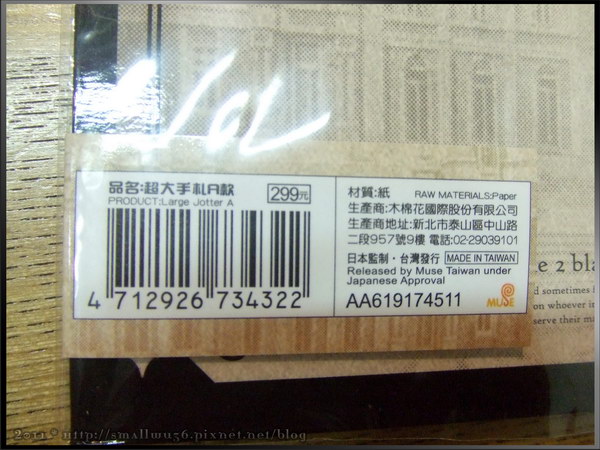 品名:超大手札A款
PRODUCT:Large Jotter A
299元
4 712926 734322
材質:紙 RAW MATERIALS:Paper
生產商:木棉花國際股份有限公司
生產商地址:新北市泰山區中山路
二段957號9樓 電話:02-29039101
日本監制・台灣發行 MADE IN TAIWAN
Released by Muse Taiwan under
Japanese Approval
AA619174511
MUSE
e 2 bla
d sometimes f
on whoever it
serve their ma
2011©http://smallwu56.pixnet.net/blog